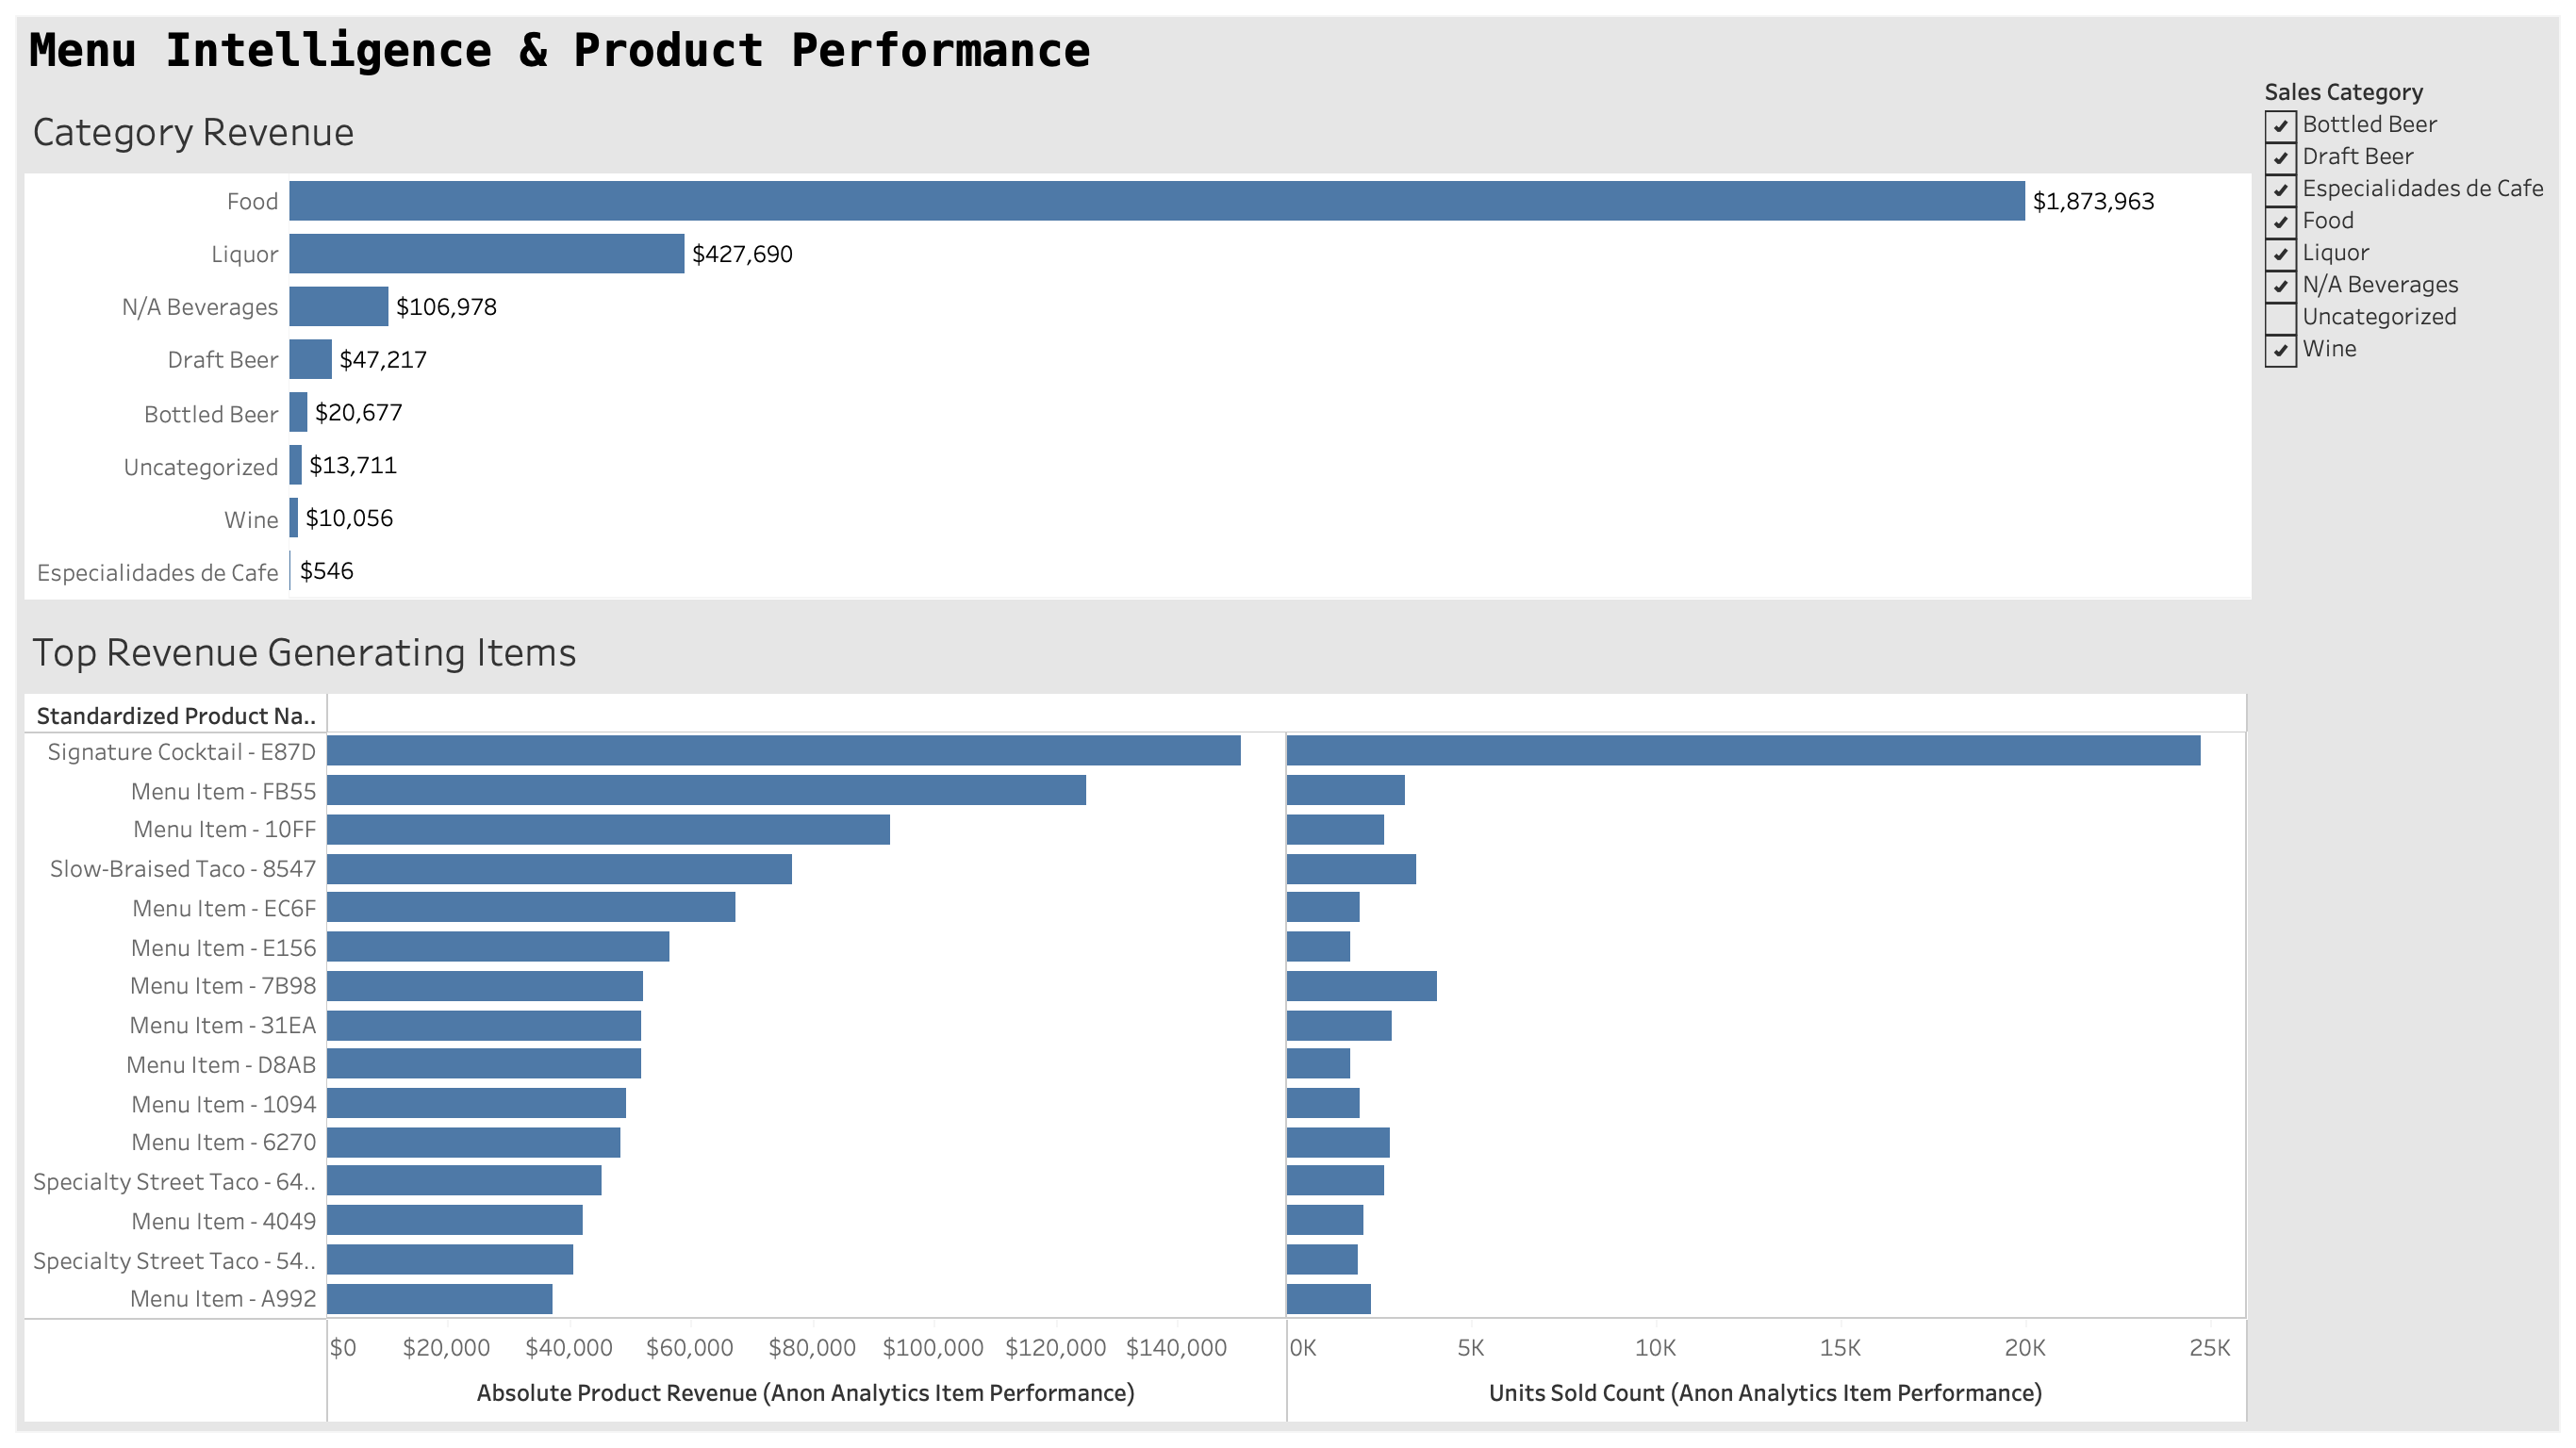 Menu Intelligence & Product Performance
Category Revenue
Food $1,873,963
Liquor $427,690
N/A Beverages $106,978
Draft Beer $47,217
Bottled Beer $20,677
Uncategorized $13,711
Wine $10,056
Especialidades de Cafe $546
Sales Category
Bottled Beer
Draft Beer
Especialidades de Cafe
Food
Liquor
N/A Beverages
Uncategorized
Wine
Top Revenue Generating Items
Standardized Product Na..
Signature Cocktail - E87D
Menu Item - FB55
Menu Item - 10FF
Slow-Braised Taco - 8547
Menu Item - EC6F
Menu Item - E156
Menu Item - 7B98
Menu Item - 31EA
Menu Item - D8AB
Menu Item - 1094
Menu Item - 6270
Specialty Street Taco - 64..
Menu Item - 4049
Specialty Street Taco - 54..
Menu Item - A992
$0 $20,000 $40,000 $60,000 $80,000 $100,000 $120,000 $140,000
0K 5K 10K 15K 20K 25K
Absolute Product Revenue (Anon Analytics Item Performance)
Units Sold Count (Anon Analytics Item Performance)